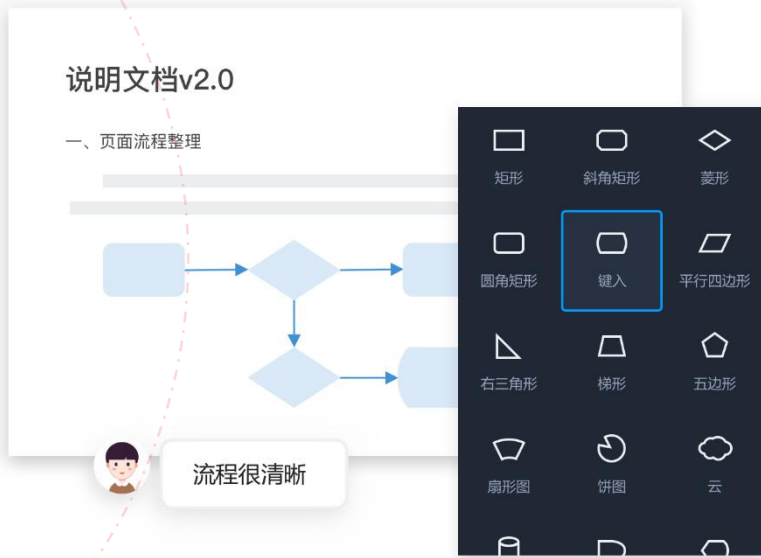 说明文档v2.0
一、页面流程整理
矩形
斜角矩形
菱形
圆角矩形
键入
平行四边形
右三角形
梯形
五边形
扇形图
饼图
云
流程很清晰